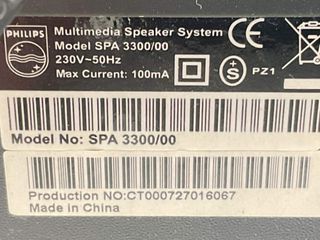 PHILIPS
Multimedia Speaker System
Model SPA 3300/00
230V~50Hz
Max Current: 100mA
CE
S
PZ1
Model No: SPA 3300/00
Production NO:CT000727016067
Made in China